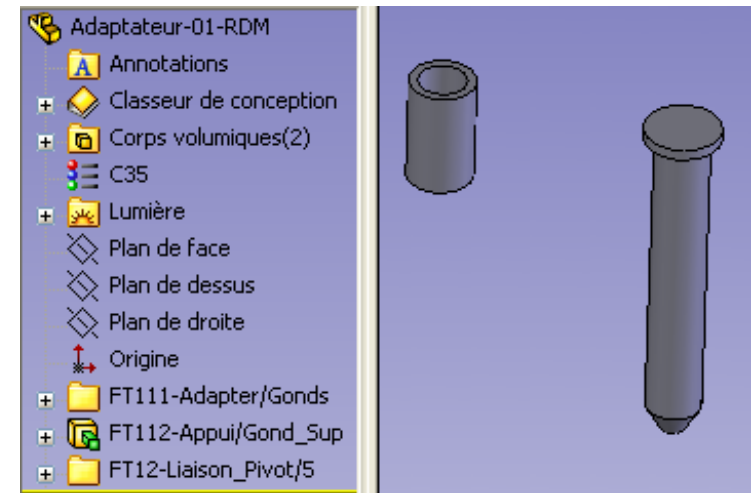 Adaptateur-01-RDM
A Annotations
Classeur de conception
Corps volumiques(2)
C35
Lumière
Plan de face
Plan de dessus
Plan de droite
Origine
FT111-Adapter/Gonds
FT112-Appui/Gond_Sup
FT12-Liaison_Pivot/5